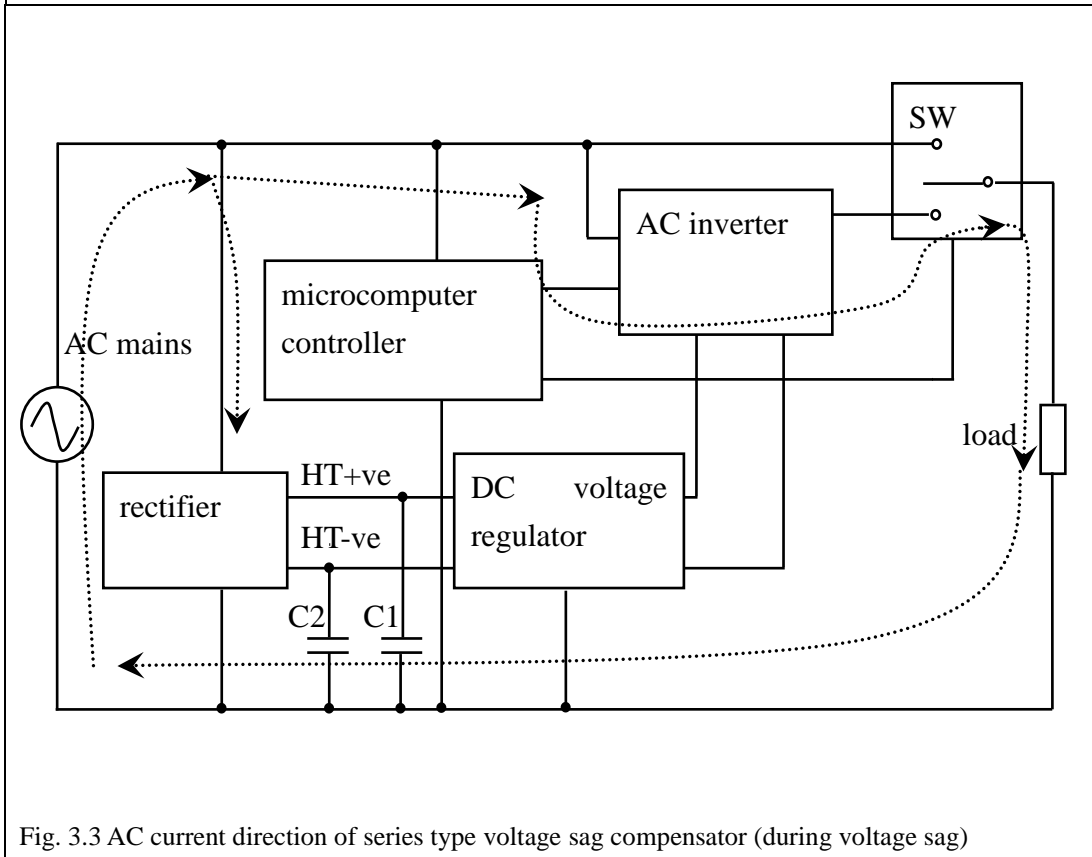 SW
AC inverter
microcomputer
controller
AC mains
load
HT+ve
DC voltage
regulator
rectifier
HT-ve
C2
C1
Fig. 3.3 AC current direction of series type voltage sag compensator (during voltage sag)